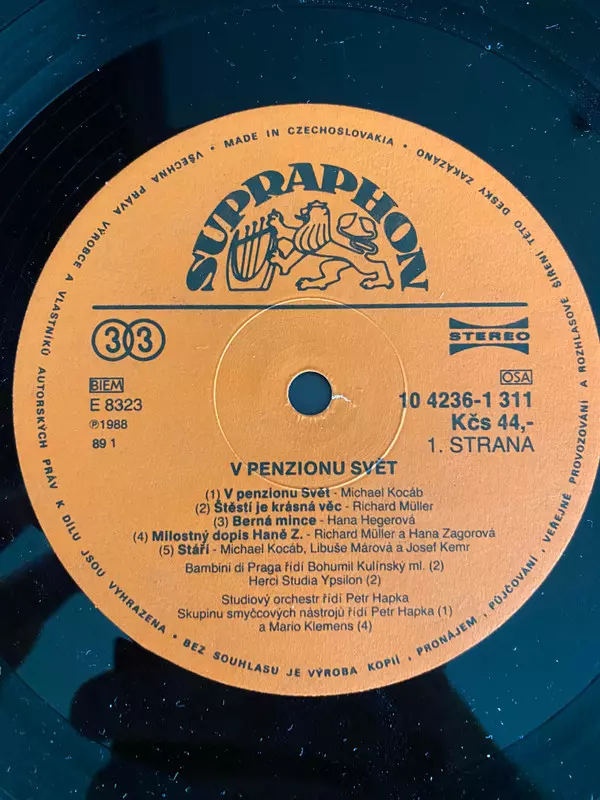 MADE IN CZECHOSLOVAKIA • VŠECHNA PRÁVA VÝROBCE A VLASTNÍKŮ AUTORSKÝCH PRÁV K DÍLU JSOU VYHRAZENA • BEZ SOUHLASU JE VÝROBA KOPIÍ, PRONÁJEM, PŮJČOVÁNÍ, VEŘEJNÉ PROVOZOVÁNÍ A ROZHLASOVÉ ŠÍŘENÍ TÉTO DESKY ZAKÁZÁNO •
SUPRAPHON
33
STEREO
BIEM
OSA
E 8323
10 4236-1 311
℗1988
Kčs 44,-
89 1
1. STRANA
V PENZIONU SVĚT
(1) V penzionu Svět - Michael Kocáb
(2) Štěstí je krásná věc - Richard Müller
(3) Berná mince - Hana Hegerová
(4) Milostný dopis Haně Z. - Richard Müller a Hana Zagorová
(5) Stáří - Michael Kocáb, Libuše Márová a Josef Kemr
Bambini di Praga řídí Bohumil Kulínský ml. (2)
Herci Studia Ypsilon (2)
Studiový orchestr řídí Petr Hapka
Skupinu smyčcových nástrojů řídí Petr Hapka (1)
a Mario Klemens (4)